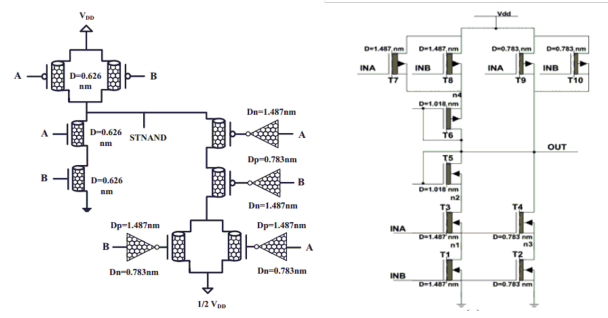 V_DD
A
D=0.626
nm
B
A
D=0.626
nm
STNAND
Dn=1.487nm
A
Dp=0.783nm
B
D=0.626
nm
B
Dn=1.487nm
Dp=1.487nm
Dp=1.487nm
B
A
Dn=0.783nm
Dn=0.783nm
1/2 V_DD
Vdd
D=1.487 nm
D=1.487 nm
D=0.783 nm
D=0.783 nm
INA
T7
INB
T8
INA
T9
INB
T10
n4
D=1.018 nm
T6
OUT
T5
D=1.018 nm
n2
T3
T4
INA
D=1.487 nm
n1
D=0.783 nm
n3
T1
T2
INB
D=1.487 nm
D=0.783 nm